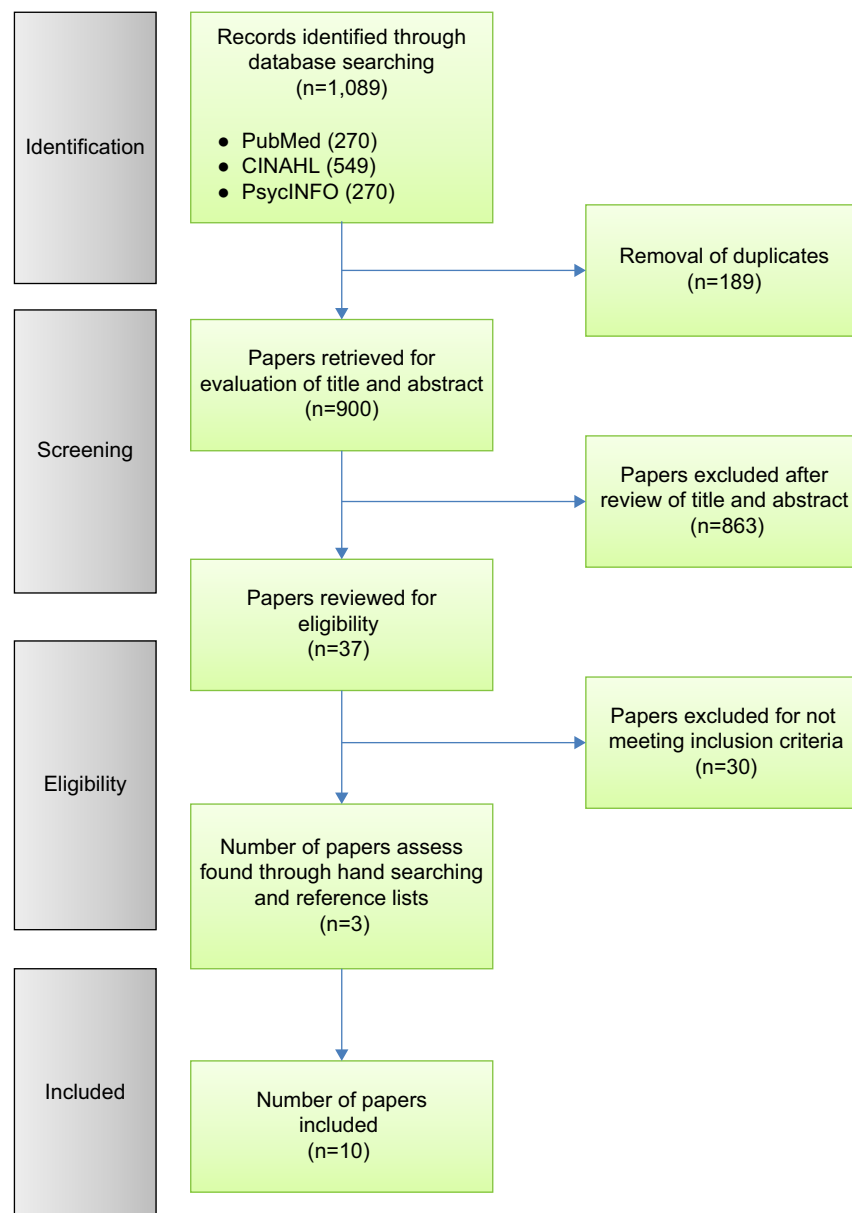 Identification
Records identified through
database searching
(n=1,089)
● PubMed (270)
● CINAHL (549)
● PsycINFO (270)
Removal of duplicates
(n=189)
Screening
Papers retrieved for
evaluation of title and abstract
(n=900)
Papers excluded after
review of title and abstract
(n=863)
Papers reviewed for
eligibility
(n=37)
Eligibility
Papers excluded for not
meeting inclusion criteria
(n=30)
Number of papers assess
found through hand searching
and reference lists
(n=3)
Included
Number of papers
included
(n=10)